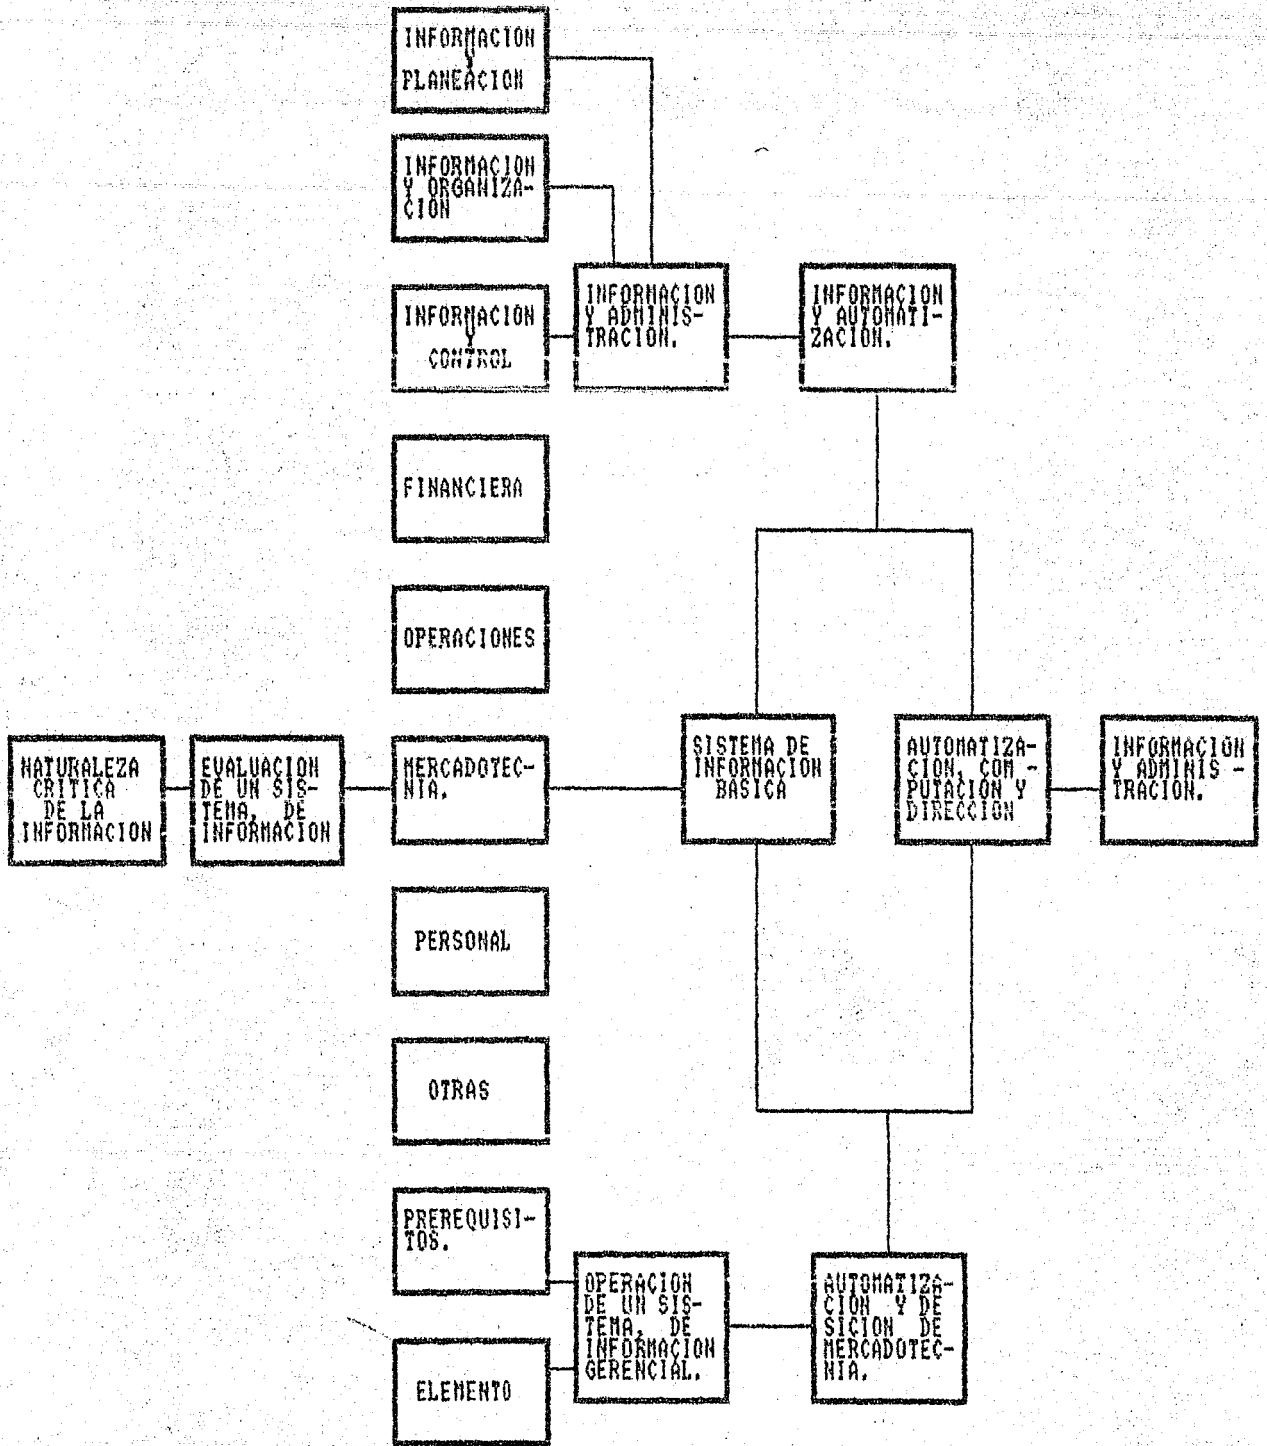 INFORMACION
Y
PLANEACION
INFORMACION
Y ORGANIZA-
CION
INFORMACION
Y
CONTROL
INFORMACION
Y ADMINIS-
TRACION.
INFORMACION
Y AUTOMATI-
ZACION.
FINANCIERA
OPERACIONES
NATURALEZA
CRITICA
DE LA
INFORMACION
EVALUACION
DE UN SIS-
TEMA, DE
INFORMACION
MERCADOTEC-
NIA.
SISTEMA DE
INFORMACION
BASICA
AUTOMATIZA-
CION, COM -
PUTACION Y
DIRECCION
INFORMACION
Y ADMINIS -
TRACION.
PERSONAL
OTRAS
PREREQUISI-
TOS.
ELEMENTO
OPERACION
DE UN SIS-
TEMA, DE
INFORMACION
GERENCIAL.
AUTOMATIZA-
CION Y DE
SICION DE
MERCADOTEC-
NIA.